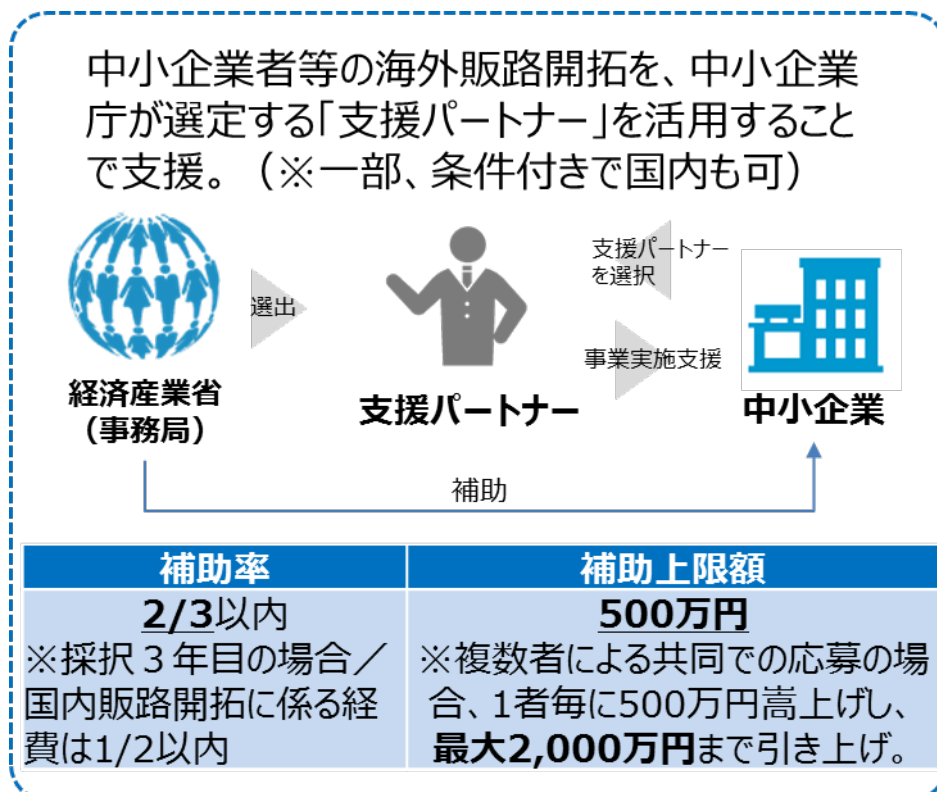 中小企業者等の海外販路開拓を、中小企業
庁が選定する「支援パートナー」を活用すること
で支援。（※一部、条件付きで国内も可）
選出
支援パートナー
を選択
事業実施支援
経済産業省
（事務局）
支援パートナー
中小企業
補助
補助率
補助上限額
2/3以内
※採択３年目の場合／
国内販路開拓に係る経
費は1/2以内
500万円
※複数者による共同での応募の場
合、1者毎に500万円嵩上げし、
最大2,000万円まで引き上げ。